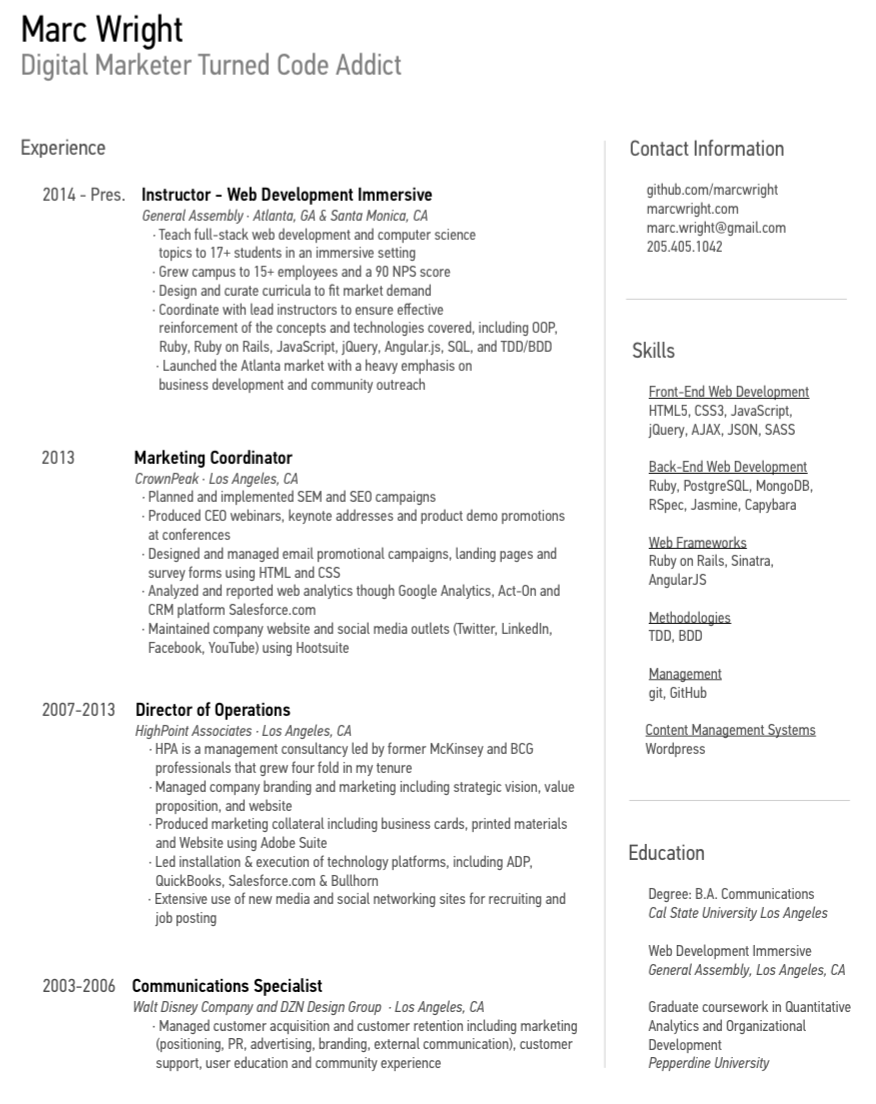 Marc Wright
Digital Marketer Turned Code Addict
Experience
2014 - Pres. Instructor - Web Development Immersive
General Assembly · Atlanta, GA & Santa Monica, CA
· Teach full-stack web development and computer science
topics to 17+ students in an immersive setting
· Grew campus to 15+ employees and a 90 NPS score
· Design and curate curricula to fit market demand
· Coordinate with lead instructors to ensure effective
reinforcement of the concepts and technologies covered, including OOP,
Ruby, Ruby on Rails, JavaScript, jQuery, Angular.js, SQL, and TDD/BDD
· Launched the Atlanta market with a heavy emphasis on
business development and community outreach
2013 Marketing Coordinator
CrownPeak · Los Angeles, CA
· Planned and implemented SEM and SEO campaigns
· Produced CEO webinars, keynote addresses and product demo promotions
at conferences
· Designed and managed email promotional campaigns, landing pages and
survey forms using HTML and CSS
· Analyzed and reported web analytics though Google Analytics, Act-On and
CRM platform Salesforce.com
· Maintained company website and social media outlets (Twitter, LinkedIn,
Facebook, YouTube) using Hootsuite
2007-2013 Director of Operations
HighPoint Associates · Los Angeles, CA
· HPA is a management consultancy led by former McKinsey and BCG
professionals that grew four fold in my tenure
· Managed company branding and marketing including strategic vision, value
proposition, and website
· Produced marketing collateral including business cards, printed materials
and Website using Adobe Suite
· Led installation & execution of technology platforms, including ADP,
QuickBooks, Salesforce.com & Bullhorn
· Extensive use of new media and social networking sites for recruiting and
job posting
2003-2006 Communications Specialist
Walt Disney Company and DZN Design Group · Los Angeles, CA
· Managed customer acquisition and customer retention including marketing
(positioning, PR, advertising, branding, external communication), customer
support, user education and community experience
Contact Information
github.com/marcwright
marcwright.com
marc.wright@gmail.com
205.405.1042
Skills
Front-End Web Development
HTML5, CSS3, JavaScript,
jQuery, AJAX, JSON, SASS
Back-End Web Development
Ruby, PostgreSQL, MongoDB,
RSpec, Jasmine, Capybara
Web Frameworks
Ruby on Rails, Sinatra,
AngularJS
Methodologies
TDD, BDD
Management
git, GitHub
Content Management Systems
Wordpress
Education
Degree: B.A. Communications
Cal State University Los Angeles
Web Development Immersive
General Assembly, Los Angeles, CA
Graduate coursework in Quantitative
Analytics and Organizational
Development
Pepperdine University